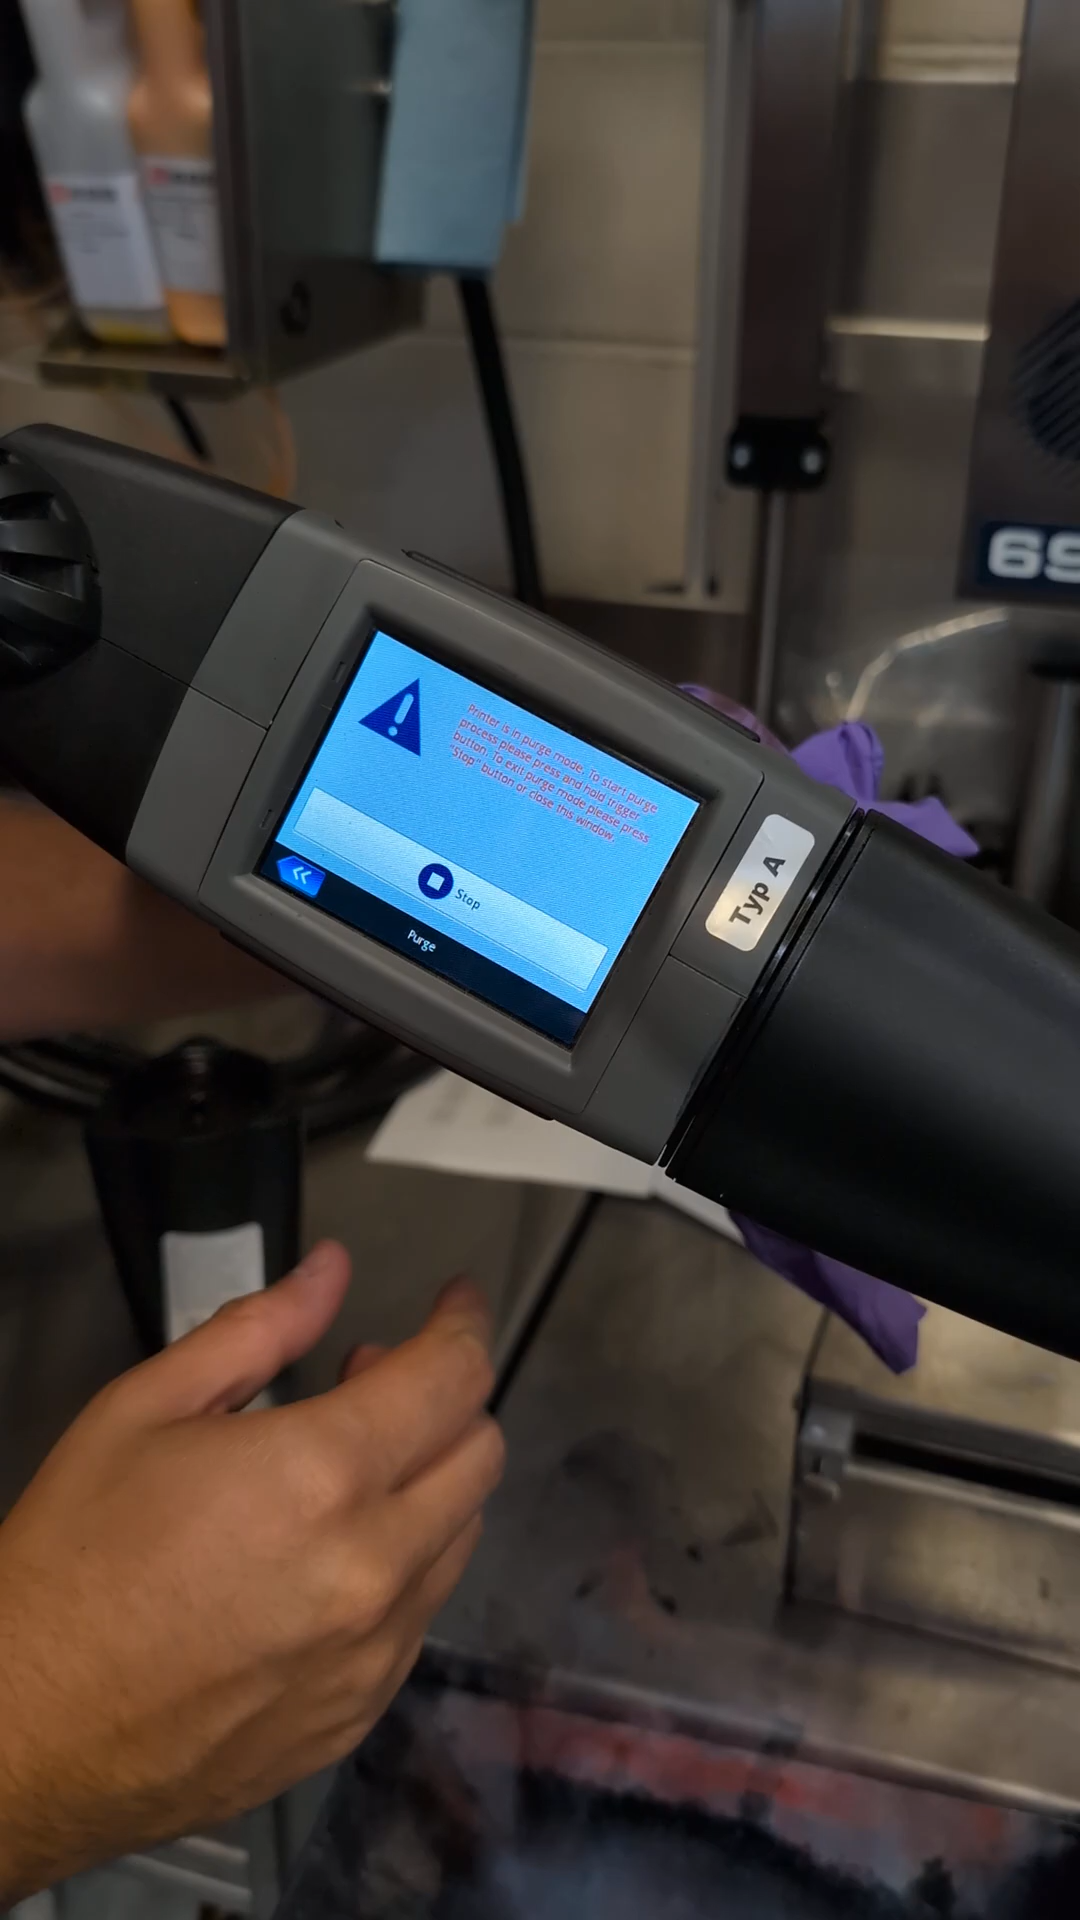 Printer is in purge mode. To start purge
process please press and hold trigger
button. To exit purge mode please press
"Stop" button or close this window.
Stop
Purge
Typ A
69